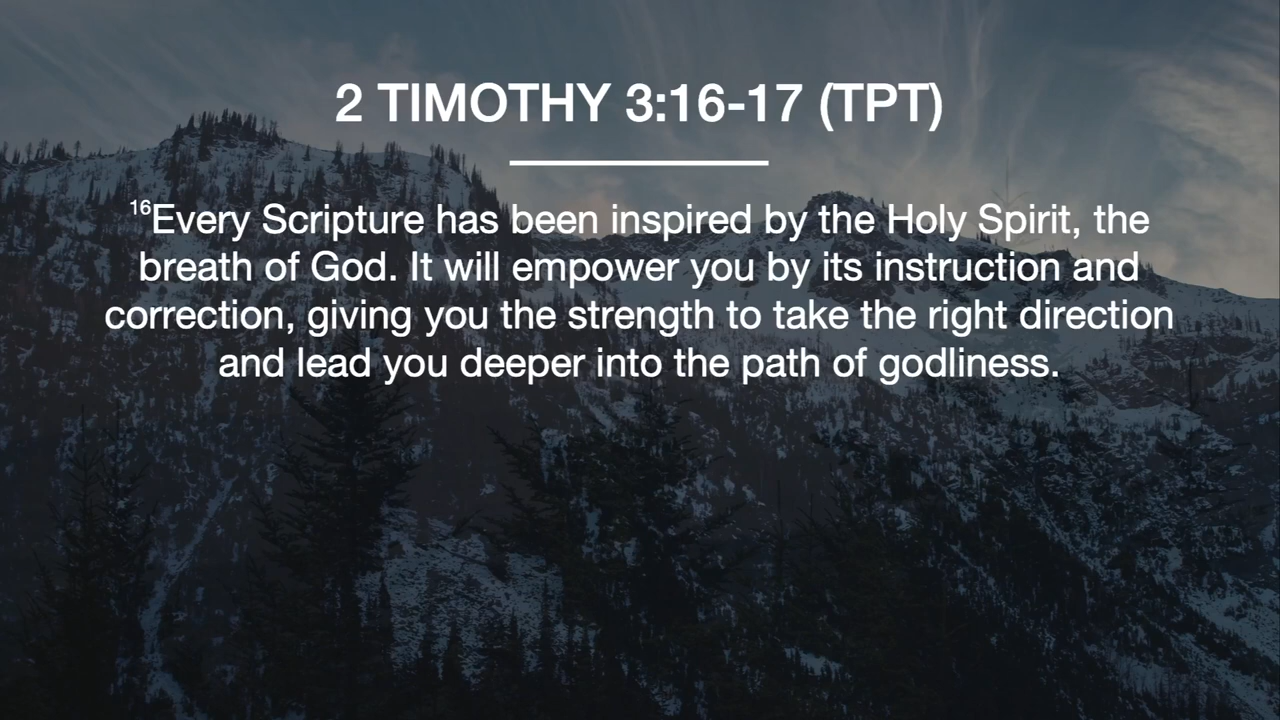 2 TIMOTHY 3:16-17 (TPT)
16Every Scripture has been inspired by the Holy Spirit, the
breath of God. It will empower you by its instruction and
correction, giving you the strength to take the right direction
and lead you deeper into the path of godliness.